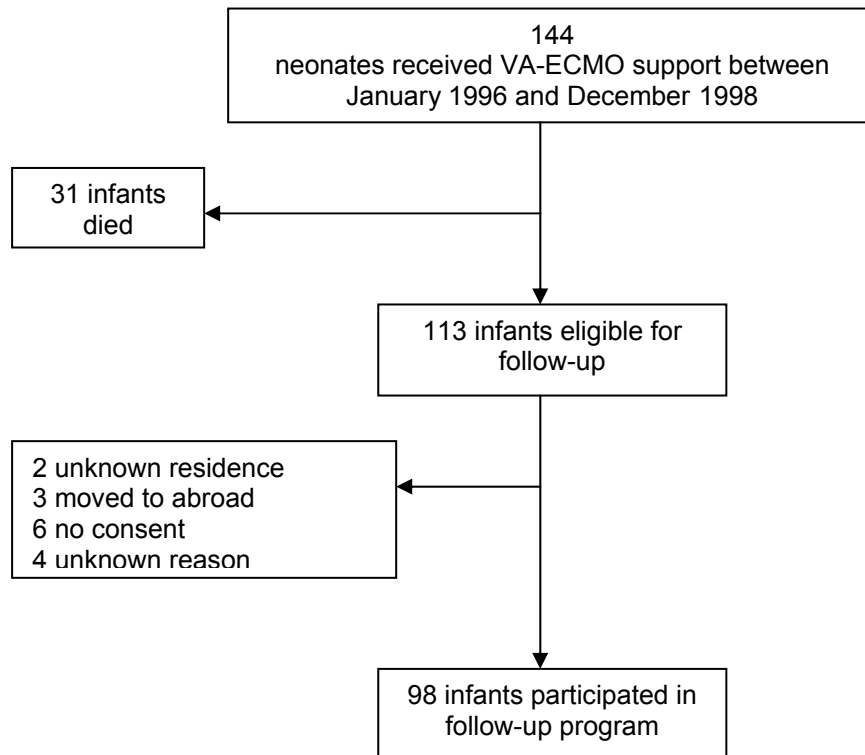 144
neonates received VA-ECMO support between
January 1996 and December 1998
31 infants
died
113 infants eligible for
follow-up
2 unknown residence
3 moved to abroad
6 no consent
4 unknown reason
98 infants participated in
follow-up program